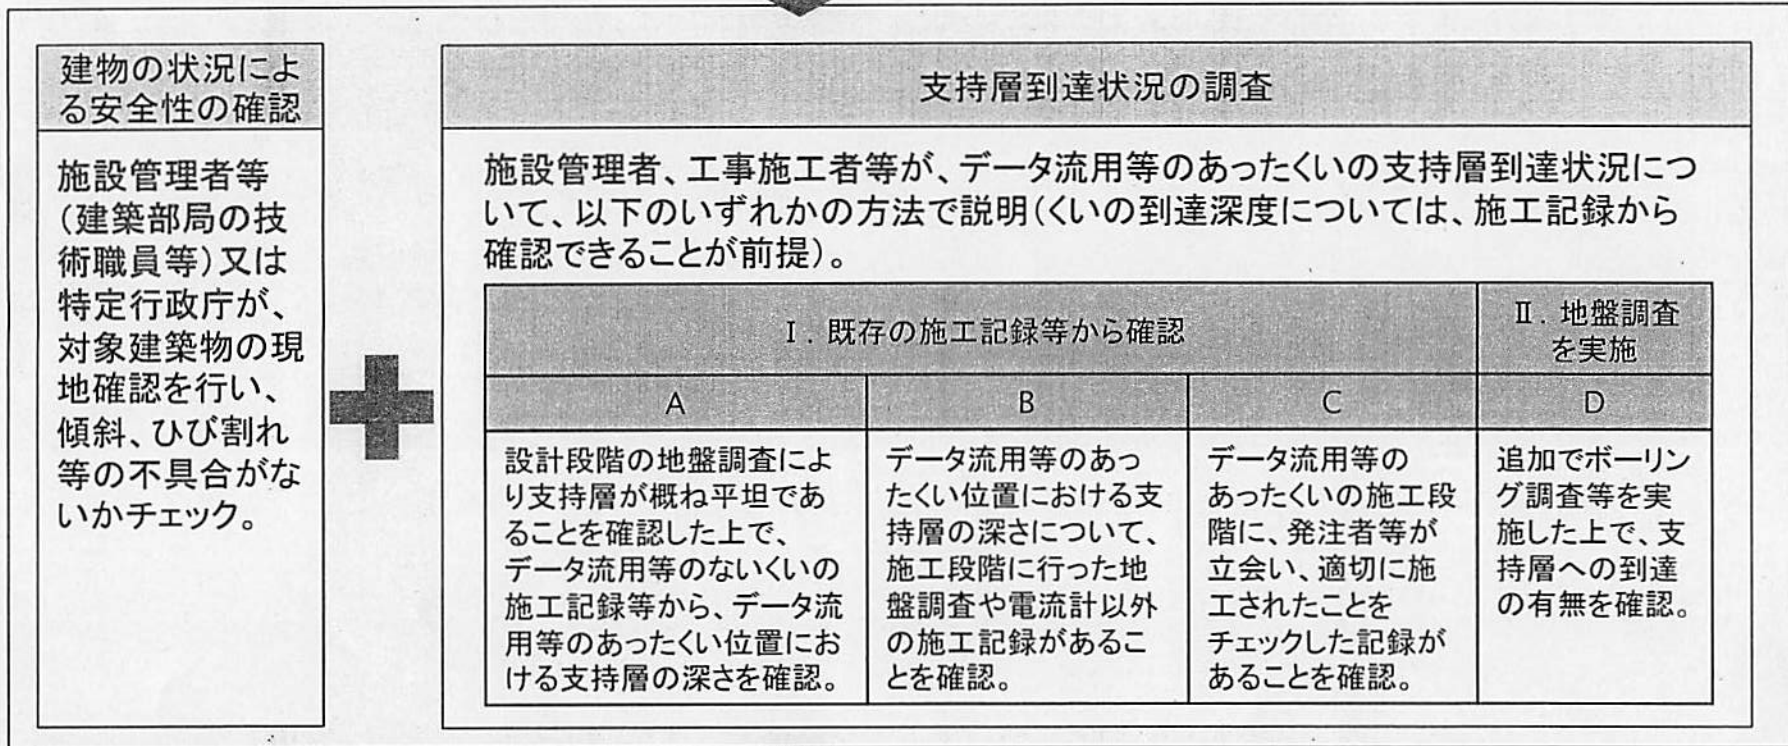 建物の状況によ
る安全性の確認
施設管理者等
(建築部局の技
術職員等)又は
特定行政庁が、
対象建築物の現
地確認を行い、
傾斜、ひび割れ
等の不具合がな
いかチェック。
支持層到達状況の調査
施設管理者、工事施工者等が、データ流用等のあったくいの支持層到達状況につ
いて、以下のいずれかの方法で説明(くいの到達深度については、施工記録から
確認できることが前提)。
Ⅰ. 既存の施工記録等から確認
Ⅱ. 地盤調査
を実施
A
B
C
D
設計段階の地盤調査によ
り支持層が概ね平坦であ
ることを確認した上で、
データ流用等のないくいの
施工記録等から、データ流
用等のあったくい位置にお
ける支持層の深さを確認。
データ流用等のあっ
たくい位置における支
持層の深さについて、
施工段階に行った地
盤調査や電流計以外
の施工記録があるこ
とを確認。
データ流用等の
あったくいの施工段
階に、発注者等が
立会い、適切に施
工されたことを
チェックした記録が
あることを確認。
追加でボーリン
グ調査等を実
施した上で、支
持層への到達
の有無を確認。